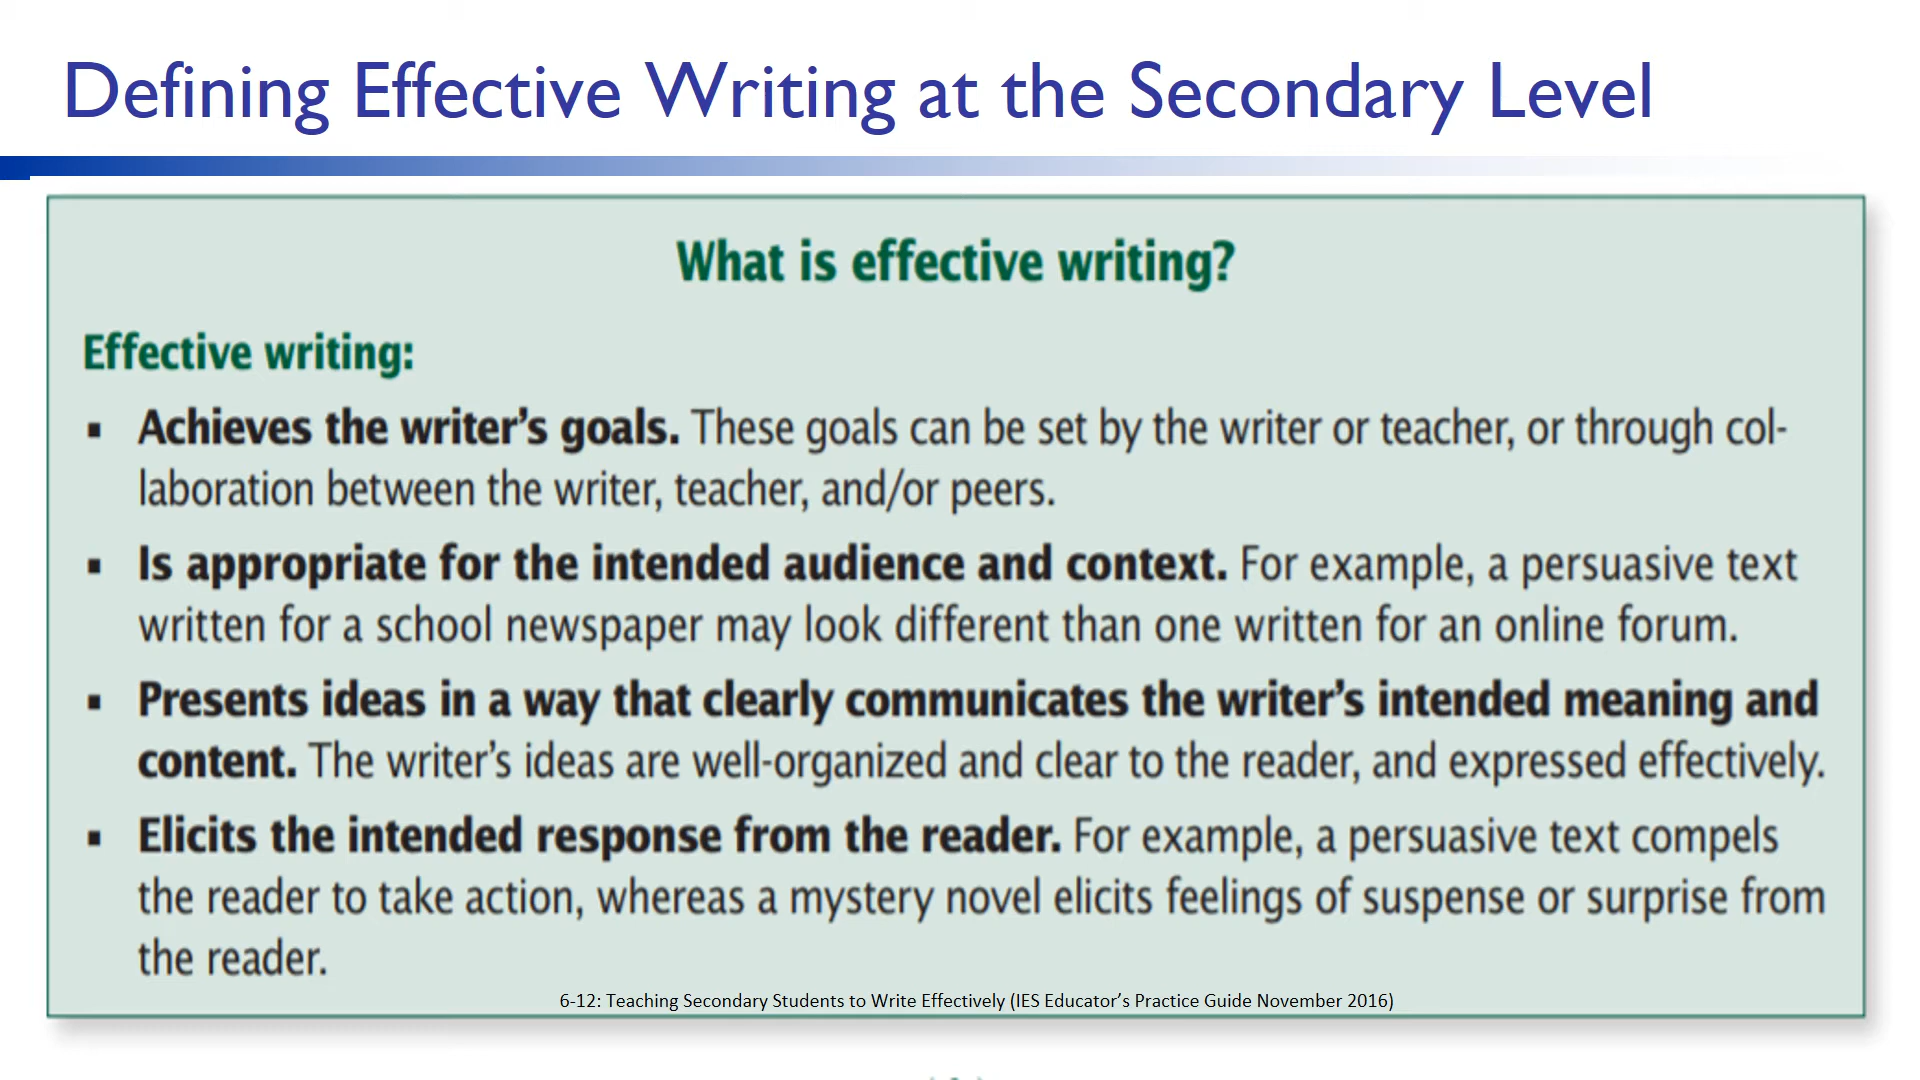 Defining Effective Writing at the Secondary Level
What is effective writing?
Effective writing:
▪ Achieves the writer’s goals. These goals can be set by the writer or teacher, or through col-
laboration between the writer, teacher, and/or peers.
▪ Is appropriate for the intended audience and context. For example, a persuasive text
written for a school newspaper may look different than one written for an online forum.
▪ Presents ideas in a way that clearly communicates the writer’s intended meaning and
content. The writer’s ideas are well-organized and clear to the reader, and expressed effectively.
▪ Elicits the intended response from the reader. For example, a persuasive text compels
the reader to take action, whereas a mystery novel elicits feelings of suspense or surprise from
the reader.
6-12: Teaching Secondary Students to Write Effectively (IES Educator’s Practice Guide November 2016)